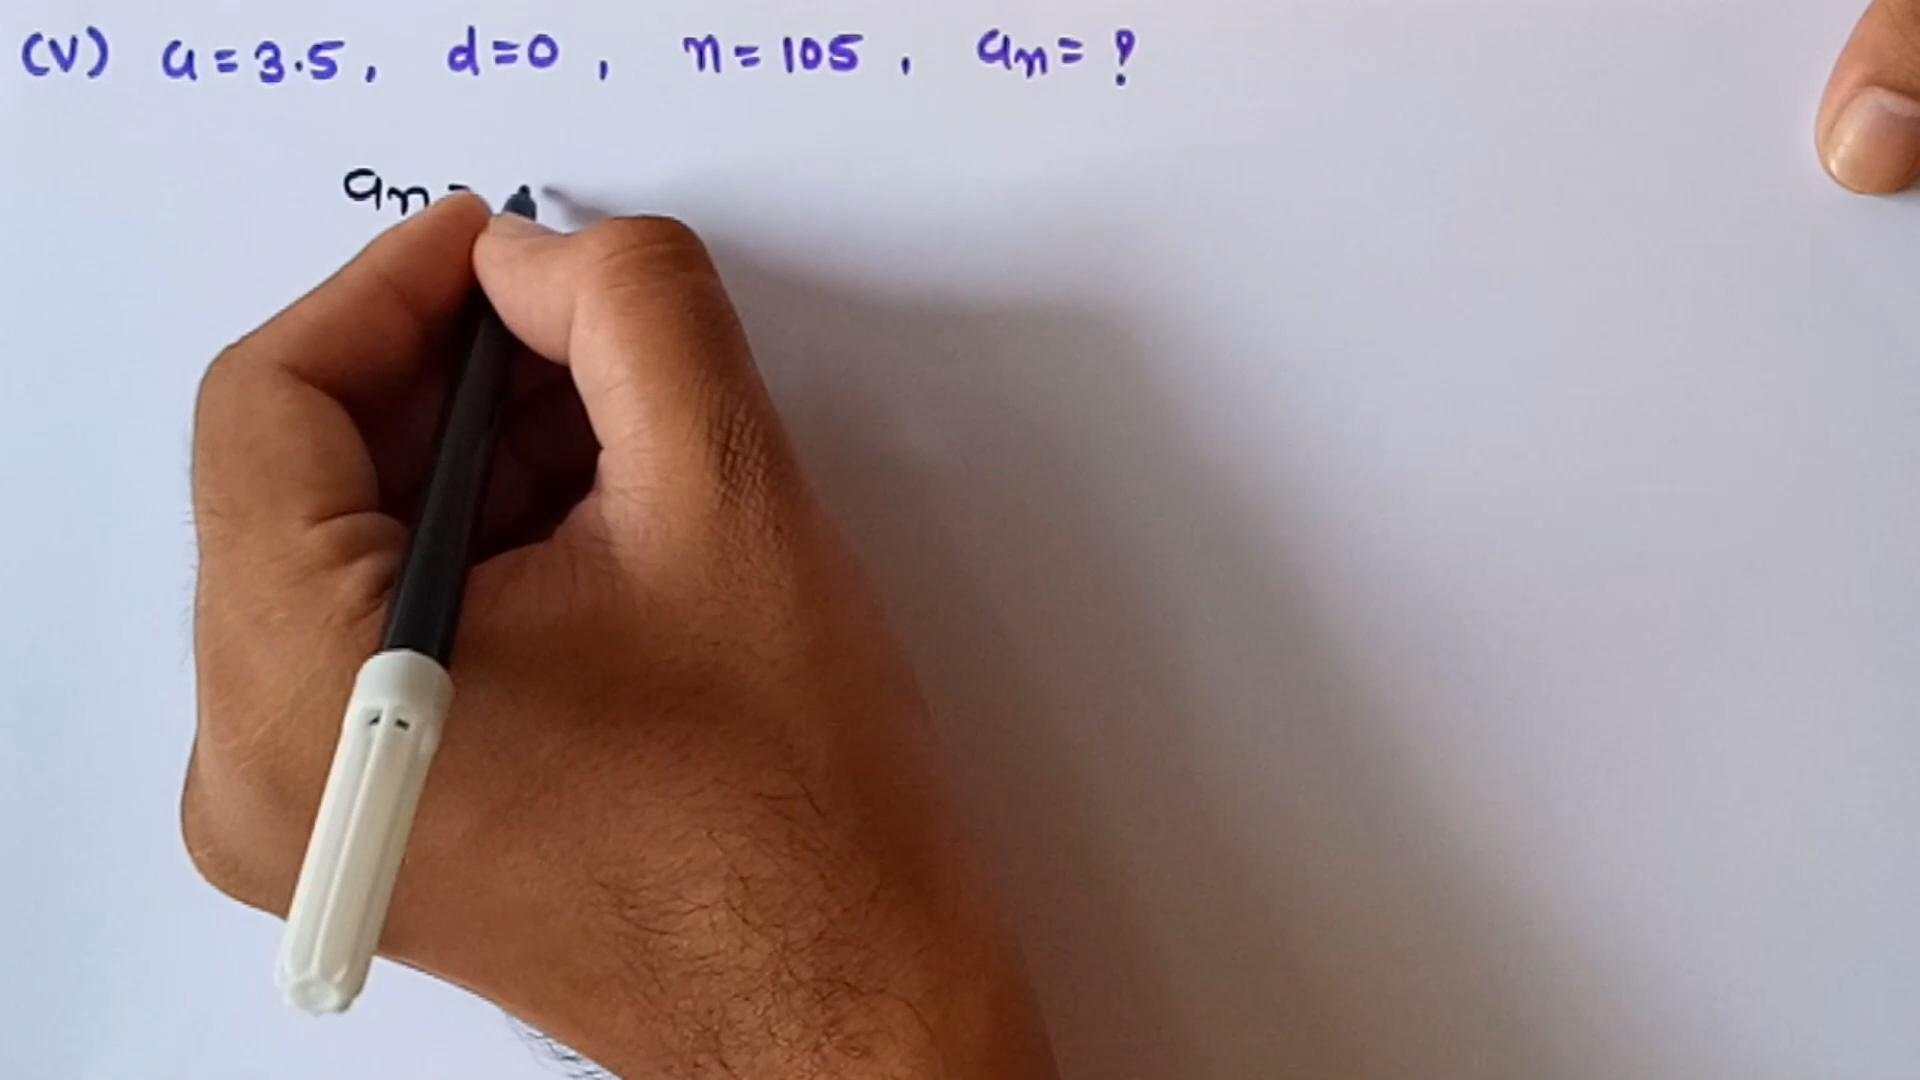 (V) a = 3.5, d=0, n = 105, an = ?
an =